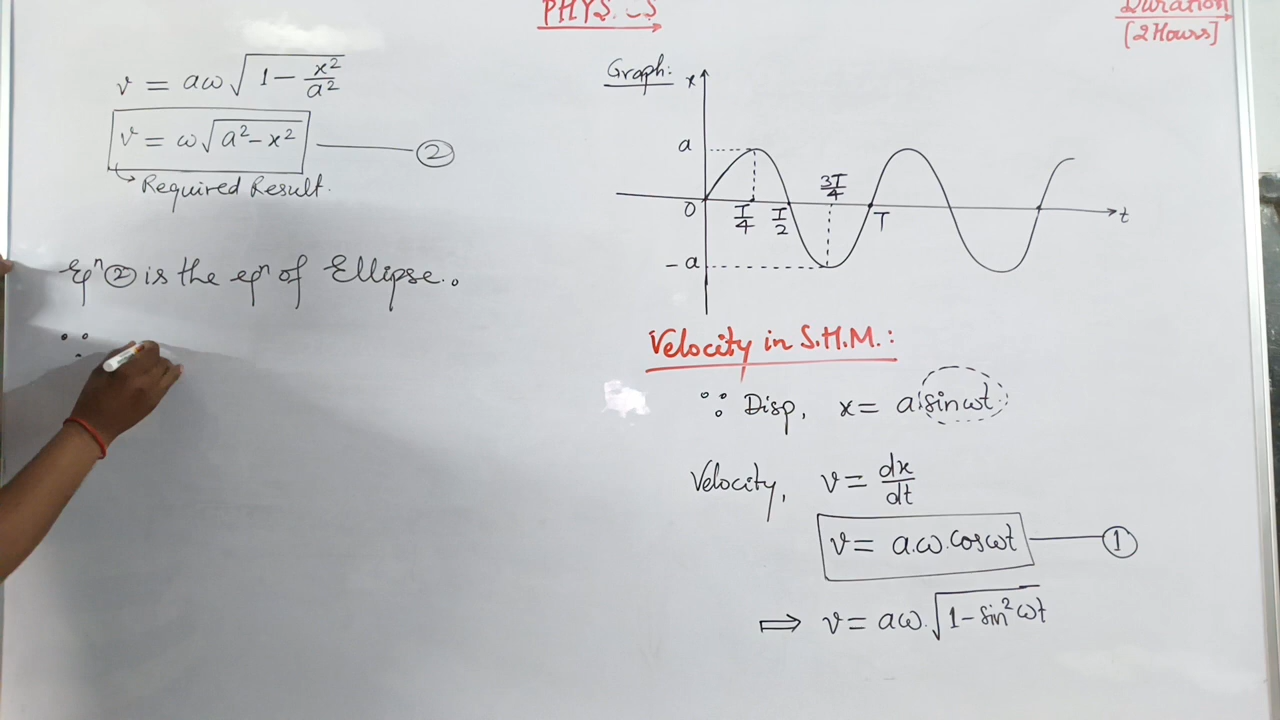 Duration
[2 Hours]
v = aω√(1 − x²/a²)
v = ω√(a² − x²) ——— ②
↳ Required Result.
Eqⁿ ② is the eqⁿ of Ellipse..
∵
Graph:
x
a
0
T/4
T/2
3T/4
T
t
−a
Velocity in S.H.M.:
∵ Disp, x = a sinωt
Velocity, v = dx/dt
v = a.ω.cosωt ——— ①
⟹ v = aω.√(1 − sin²ωt)